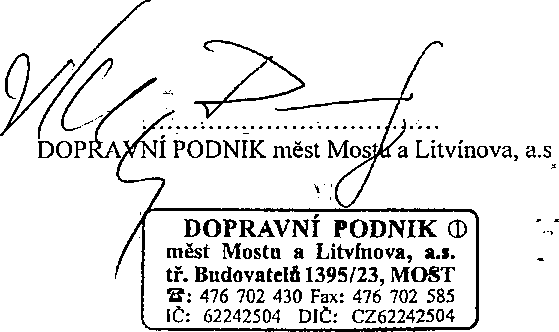 DOPRAVNÍ PODNIK měst Mostu a Litvínova, a.s
DOPRAVNÍ PODNIK ①
měst Mostu a Litvínova, a.s.
tř. Budovatelů 1395/23, MOST
☎: 476 702 430 Fax: 476 702 585
IČ: 62242504 DIČ: CZ62242504